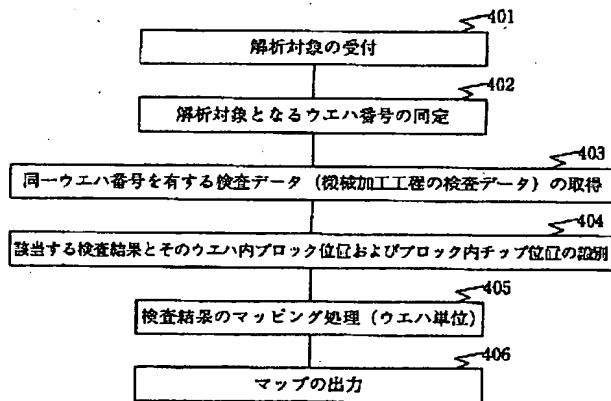 401
解析対象の受付
402
解析対象となるウエハ番号の同定
403
同一ウエハ番号を有する検査データ（機械加工工程の検査データ）の取得
404
該当する検査結果とそのウエハ内ブロック位置およびブロック内チップ位置の識別
405
検査結果のマッピング処理（ウエハ単位）
406
マップの出力